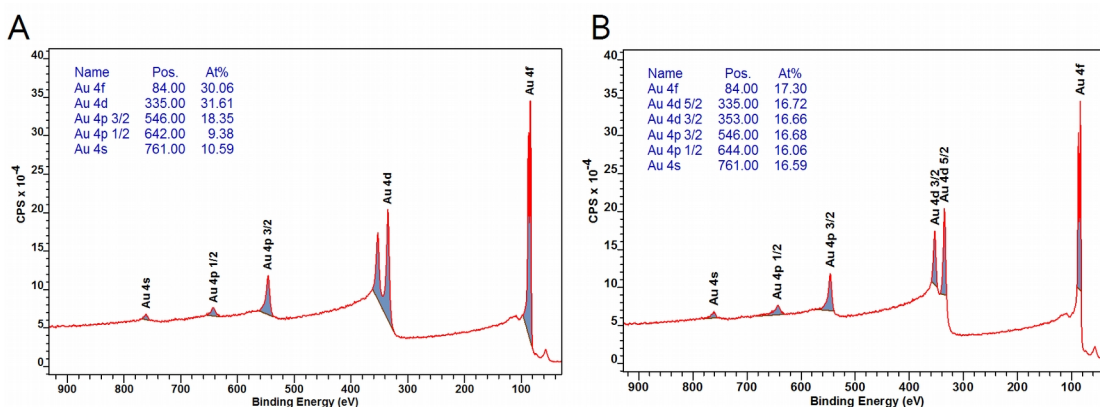 A
Name Pos. At%
Au 4f 84.00 30.06
Au 4d 335.00 31.61
Au 4p 3/2 546.00 18.35
Au 4p 1/2 642.00 9.38
Au 4s 761.00 10.59
Au 4s
Au 4p 1/2
Au 4p 3/2
Au 4d
Au 4f
CPS x 10⁻⁴
40
35
30
25
20
15
10
5
0
900 800 700 600 500 400 300 200 100
Binding Energy (eV)
B
Name Pos. At%
Au 4f 84.00 17.30
Au 4d 5/2 335.00 16.72
Au 4d 3/2 353.00 16.66
Au 4p 3/2 546.00 16.68
Au 4p 1/2 644.00 16.06
Au 4s 761.00 16.59
Au 4s
Au 4p 1/2
Au 4p 3/2
Au 4d 3/2
Au 4d 5/2
Au 4f
CPS x 10⁻⁴
40
35
30
25
20
15
10
5
0
900 800 700 600 500 400 300 200 100
Binding Energy (eV)